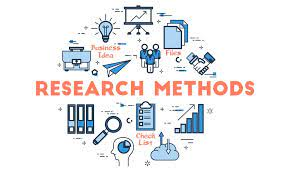 Business
Idea
Files
RESEARCH METHODS
Check
List